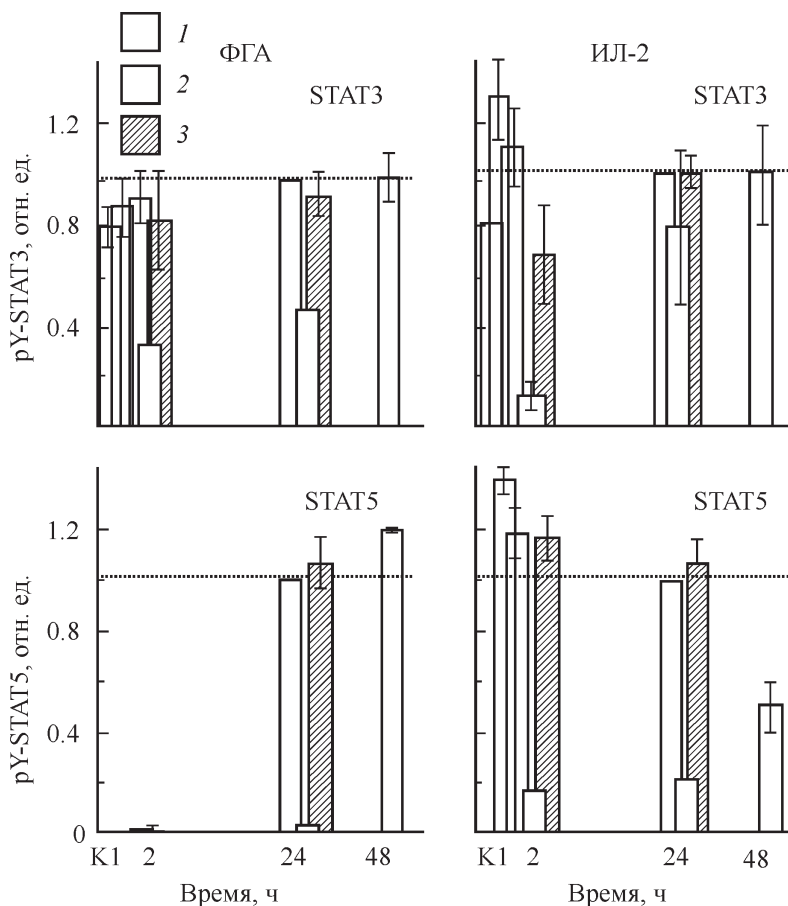 1
2
3
ФГА
ИЛ-2
STAT3
STAT3
1.2
0.8
0.4
pY-STAT3, отн. ед.
STAT5
STAT5
1.2
0.8
0.4
0
pY-STAT5, отн. ед.
К1 2 24 48
К1 2 24 48
Время, ч
Время, ч